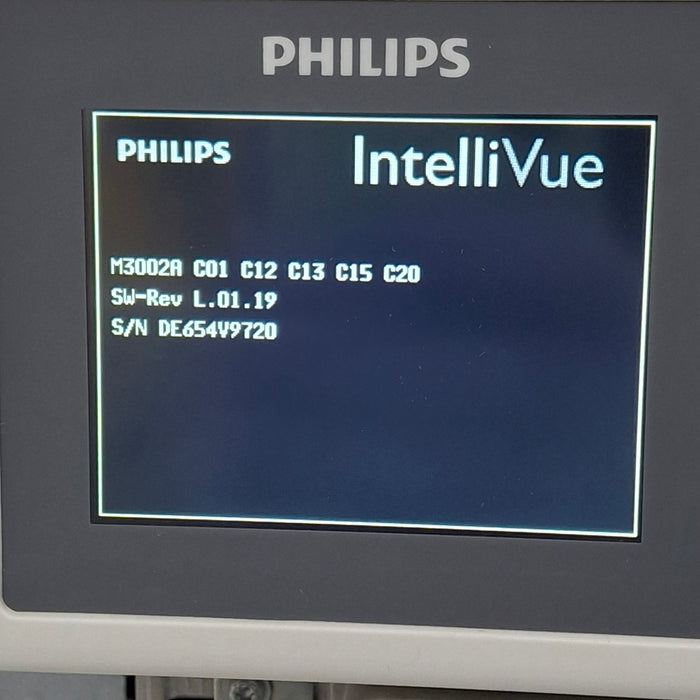 PHILIPS
PHILIPS IntelliVue
M3002A C01 C12 C13 C15 C20
SW-Rev L.01.19
S/N DE654V9720